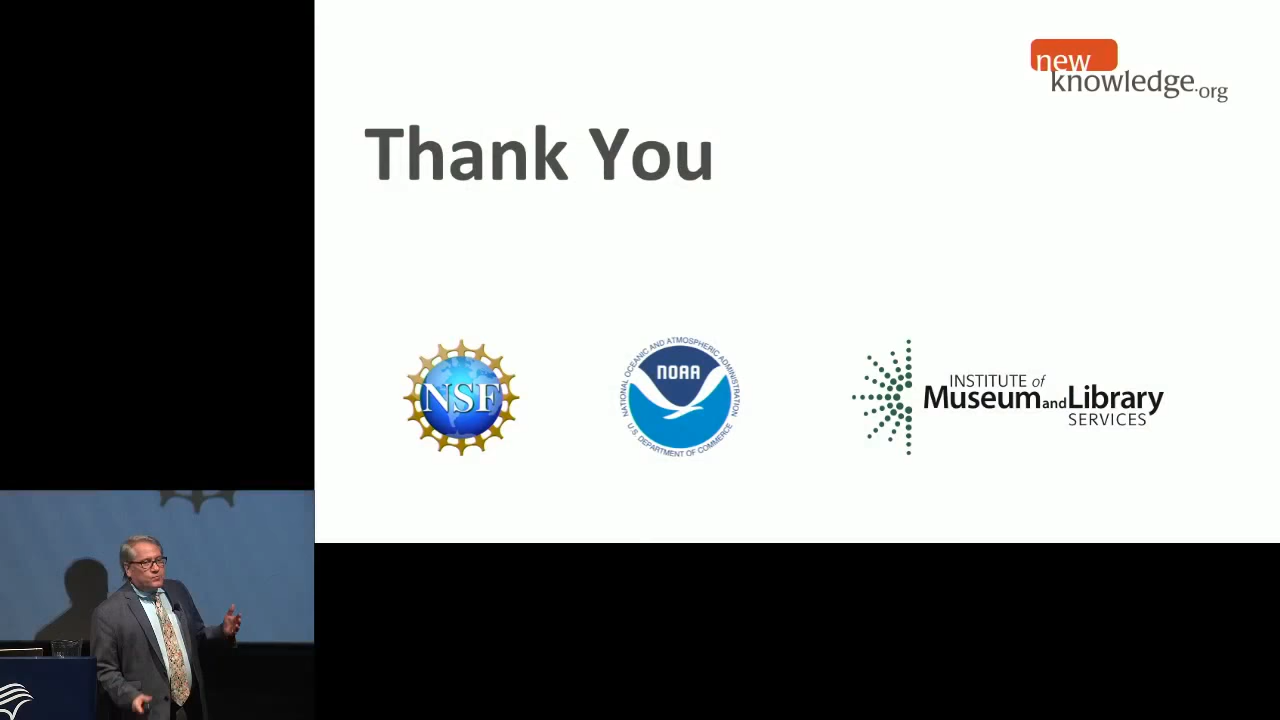 new
knowledge.org
Thank You
NSF
NATIONAL OCEANIC AND ATMOSPHERIC ADMINISTRATION
NOAA
U.S. DEPARTMENT OF COMMERCE
INSTITUTE of
Museum and Library
SERVICES